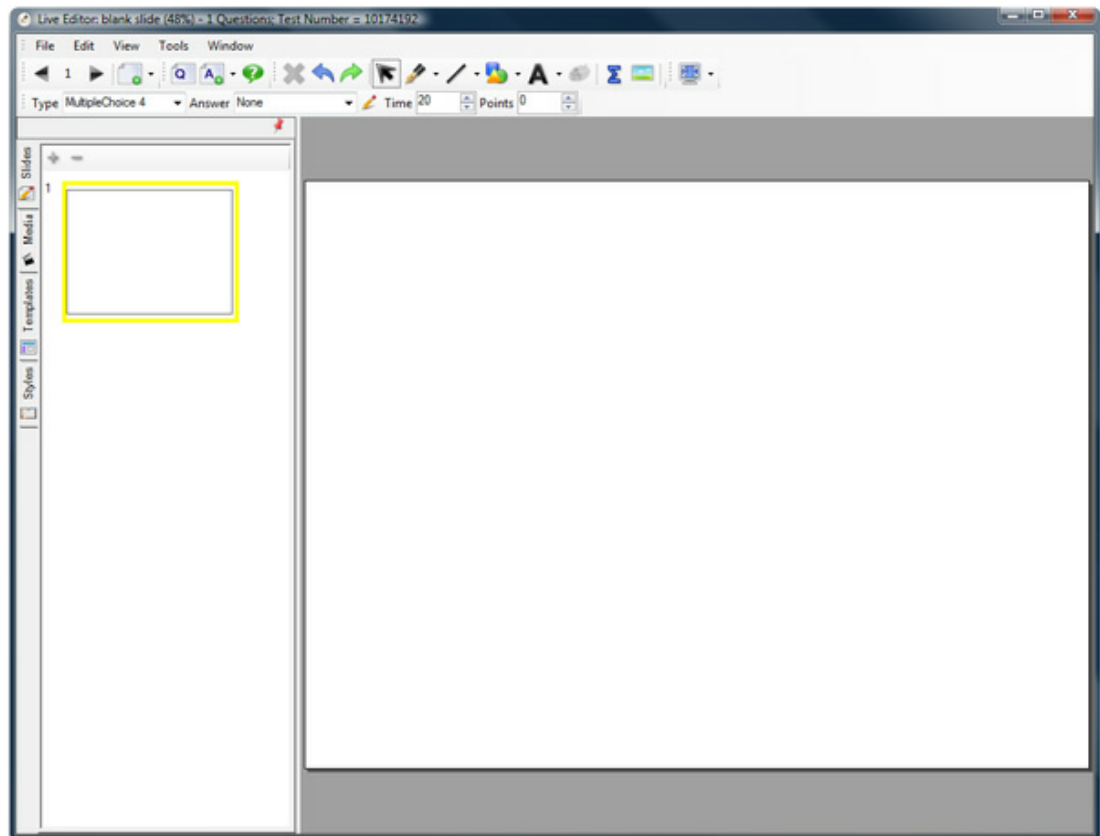 Live Editor: blank slide (48%) - 1 Questions; Test Number = 10174192
File Edit View Tools Window
1 Q A ? A Σ
Type MultipleChoice 4 Answer None Time 20 Points 0
Slides
1
Media
Templates
Styles